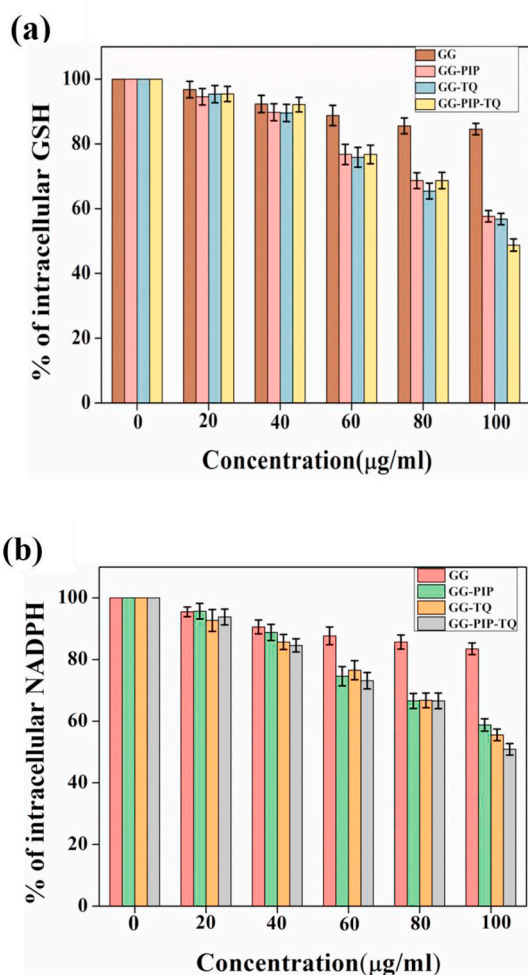 (a)
GG
GG-PIP
GG-TQ
GG-PIP-TQ
% of intracellular GSH
100
80
60
40
20
0
0 20 40 60 80 100
Concentration(μg/ml)
(b)
GG
GG-PIP
GG-TQ
GG-PIP-TQ
% of intracellular NADPH
100
80
60
40
20
0
0 20 40 60 80 100
Concentration(μg/ml)